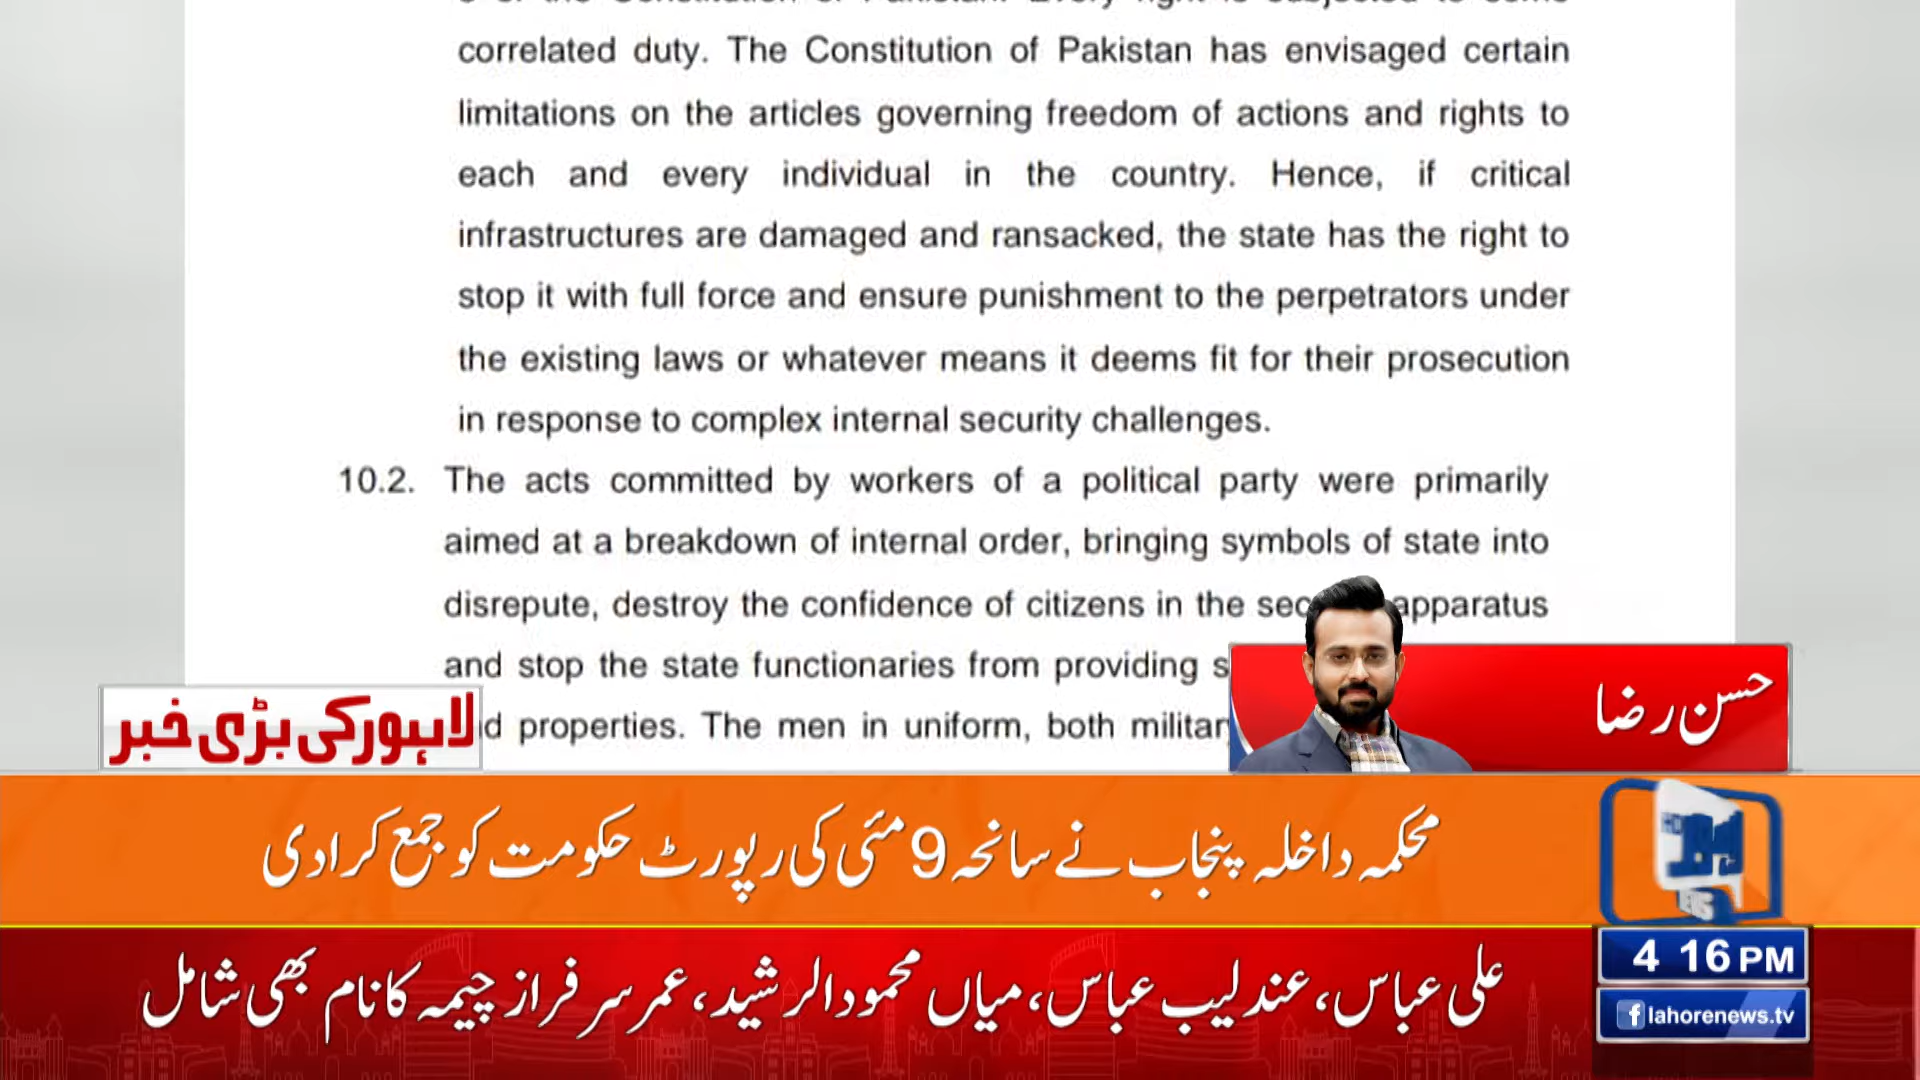 correlated duty. The Constitution of Pakistan has envisaged certain
limitations on the articles governing freedom of actions and rights to
each and every individual in the country. Hence, if critical
infrastructures are damaged and ransacked, the state has the right to
stop it with full force and ensure punishment to the perpetrators under
the existing laws or whatever means it deems fit for their prosecution
in response to complex internal security challenges.
10.2. The acts committed by workers of a political party were primarily
aimed at a breakdown of internal order, bringing symbols of state into
disrepute, destroy the confidence of citizens in the apparatus
and stop the state functionaries from providing
properties. The men in uniform, both
حسن رضا
لاہور کی بڑی خبر
محکمہ داخلہ پنجاب نے سانحہ 9 مئی کی رپورٹ حکومت کو جمع کرا دی
علی عباس، عندلیب عباس، میاں محمود الرشید، عمر سرفراز چیمہ کا نام بھی شامل
4 16 PM
lahorenews.tv